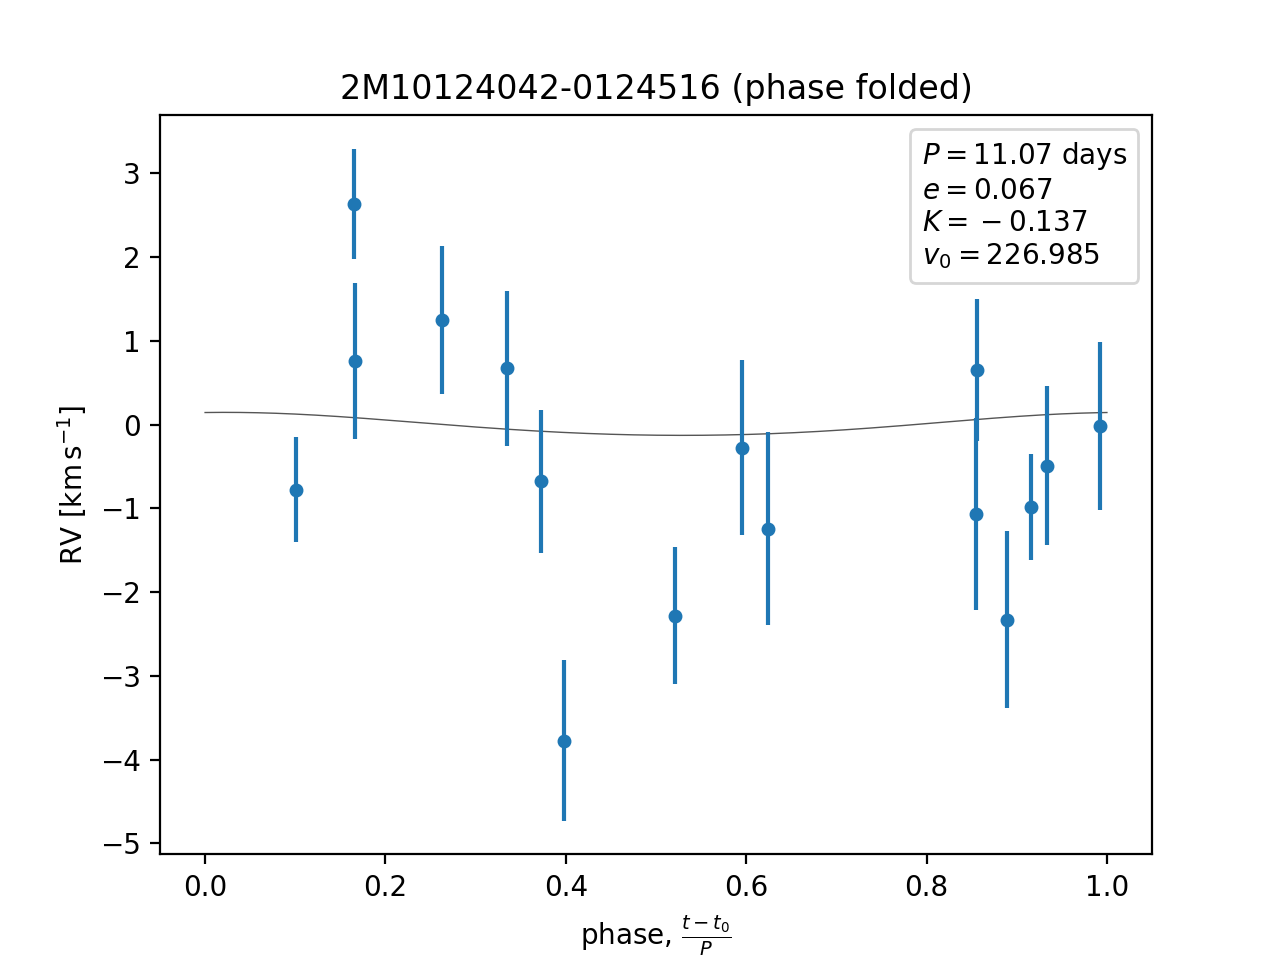 2M10124042-0124516 (phase folded)
P = 11.07 days
e = 0.067
K = −0.137
v₀ = 226.985
3
2
1
0
−1
−2
−3
−4
−5
RV [km s⁻¹]
0.0 0.2 0.4 0.6 0.8 1.0
phase, (t − t₀)/P